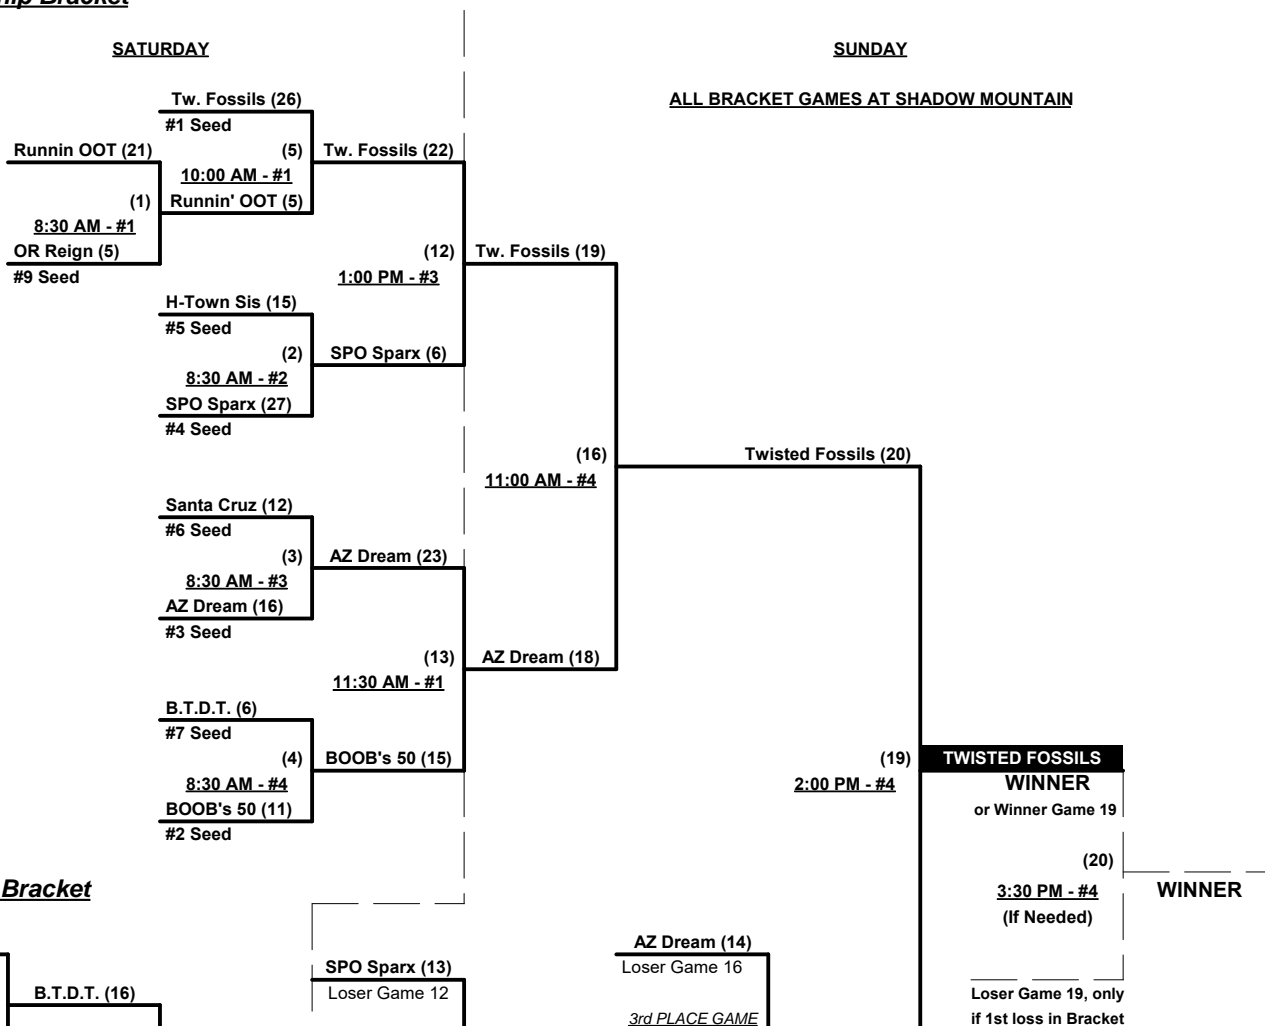 SATURDAY
SUNDAY
Tw. Fossils (26)
ALL BRACKET GAMES AT SHADOW MOUNTAIN
#1 Seed
Runnin OOT (21)
(5)
Tw. Fossils (22)
10:00 AM - #1
(1)
Runnin' OOT (5)
8:30 AM - #1
OR Reign (5)
(12)
Tw. Fossils (19)
#9 Seed
1:00 PM - #3
H-Town Sis (15)
#5 Seed
(2)
SPO Sparx (6)
8:30 AM - #2
SPO Sparx (27)
#4 Seed
(16)
Twisted Fossils (20)
11:00 AM - #4
Santa Cruz (12)
#6 Seed
(3)
AZ Dream (23)
8:30 AM - #3
AZ Dream (16)
#3 Seed
(13)
AZ Dream (18)
11:30 AM - #1
B.T.D.T. (6)
#7 Seed
(4)
BOOB's 50 (15)
(19)
TWISTED FOSSILS
8:30 AM - #4
2:00 PM - #4
WINNER
BOOB's 50 (11)
or Winner Game 19
#2 Seed
(20)
Bracket
3:30 PM - #4
WINNER
(If Needed)
AZ Dream (14)
SPO Sparx (13)
Loser Game 16
B.T.D.T. (16)
Loser Game 12
Loser Game 19, only
3rd PLACE GAME
if 1st loss in Bracket